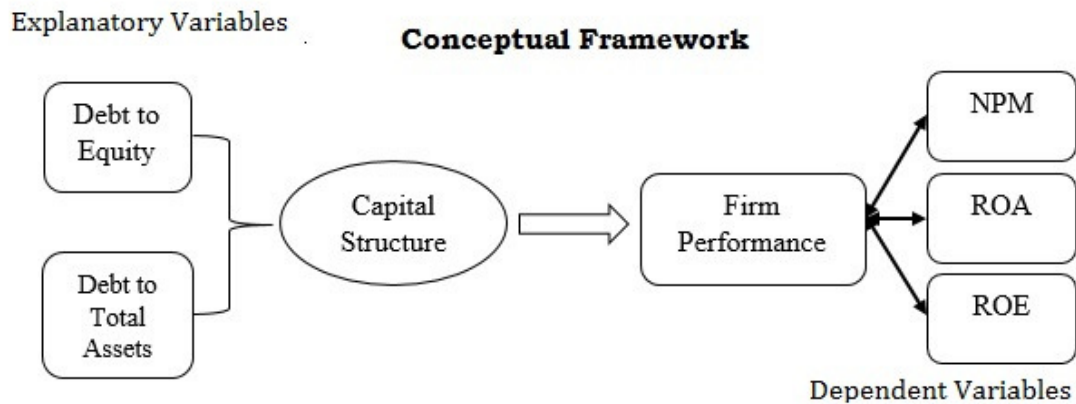 Explanatory Variables
Conceptual Framework
Debt to
Equity
Debt to
Total
Assets
Capital
Structure
Firm
Performance
NPM
ROA
ROE
Dependent Variables